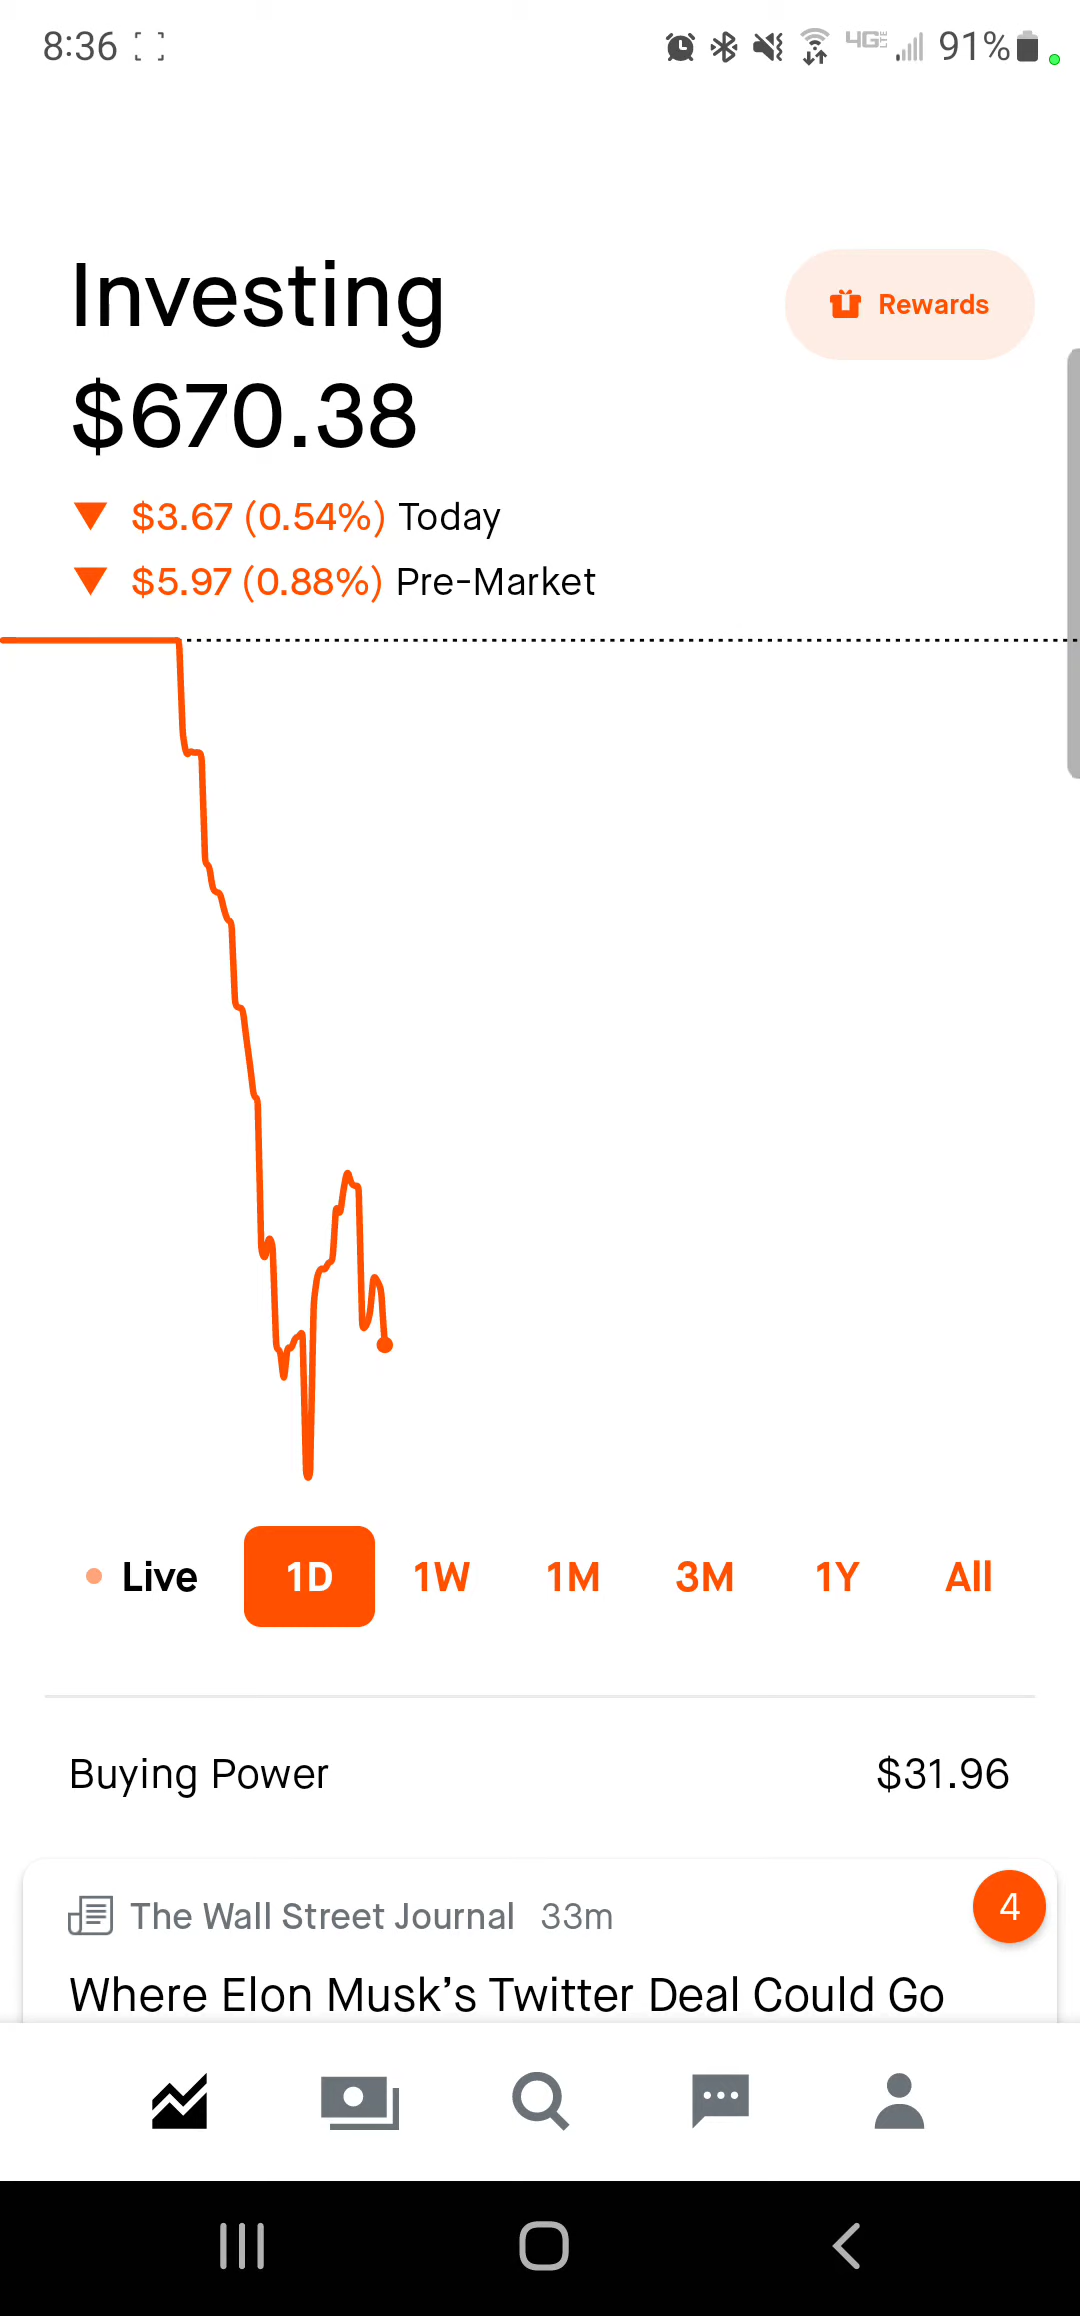 8:36 4G LTE 91%
Investing
Rewards
$670.38
$3.67 (0.54%) Today
$5.97 (0.88%) Pre-Market
Live 1D 1W 1M 3M 1Y All
Buying Power $31.96
The Wall Street Journal 33m 4
Where Elon Musk’s Twitter Deal Could Go